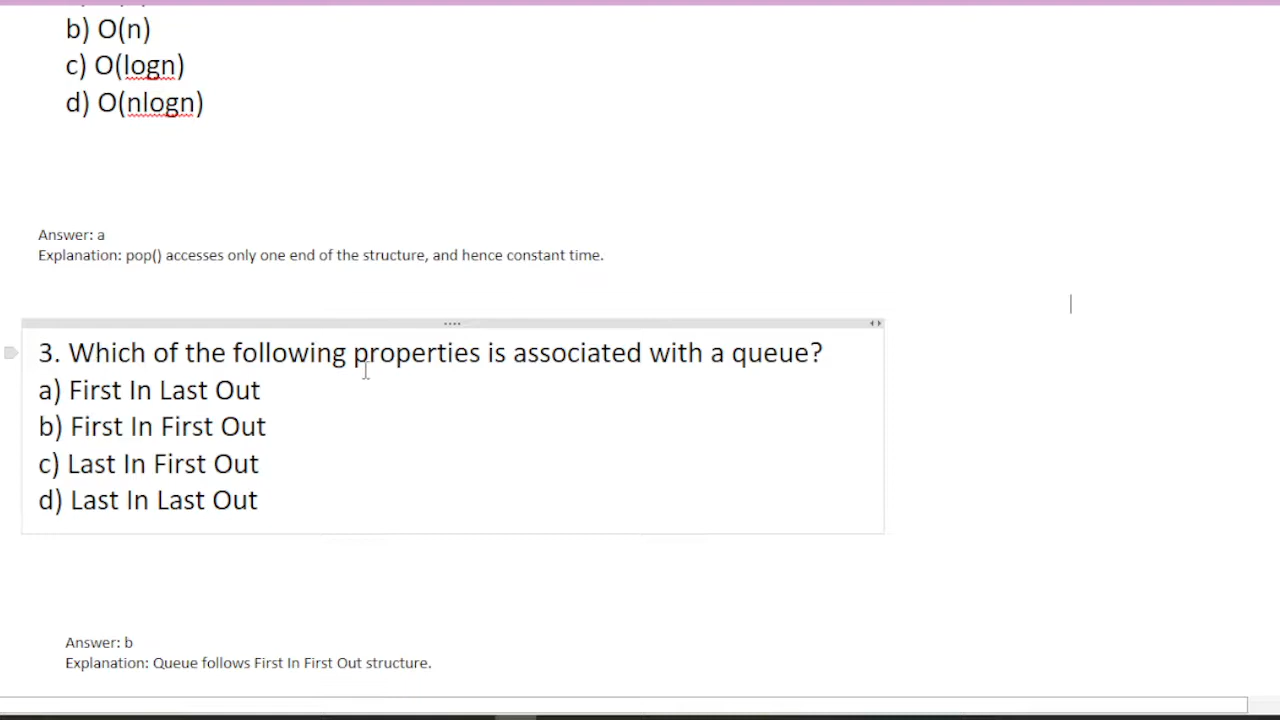 b) O(n)
c) O(logn)
d) O(nlogn)
Answer: a
Explanation: pop() accesses only one end of the structure, and hence constant time.
3. Which of the following properties is associated with a queue?
a) First In Last Out
b) First In First Out
c) Last In First Out
d) Last In Last Out
Answer: b
Explanation: Queue follows First In First Out structure.